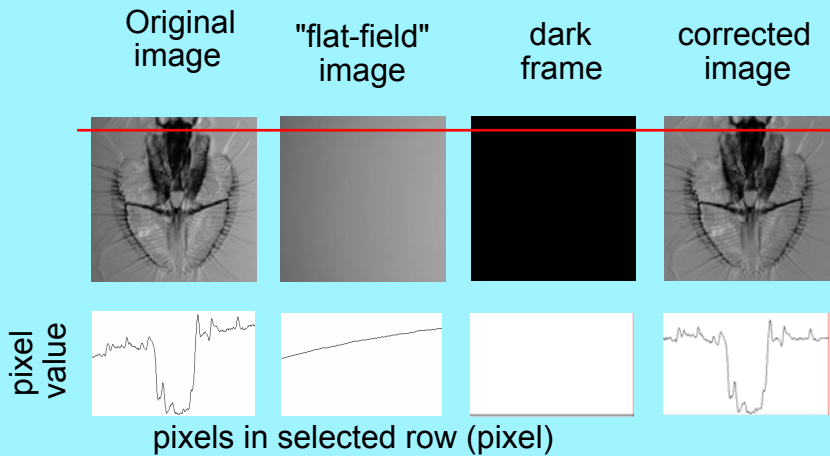 Original
image
"flat-field"
image
dark
frame
corrected
image
pixel
value
pixels in selected row (pixel)